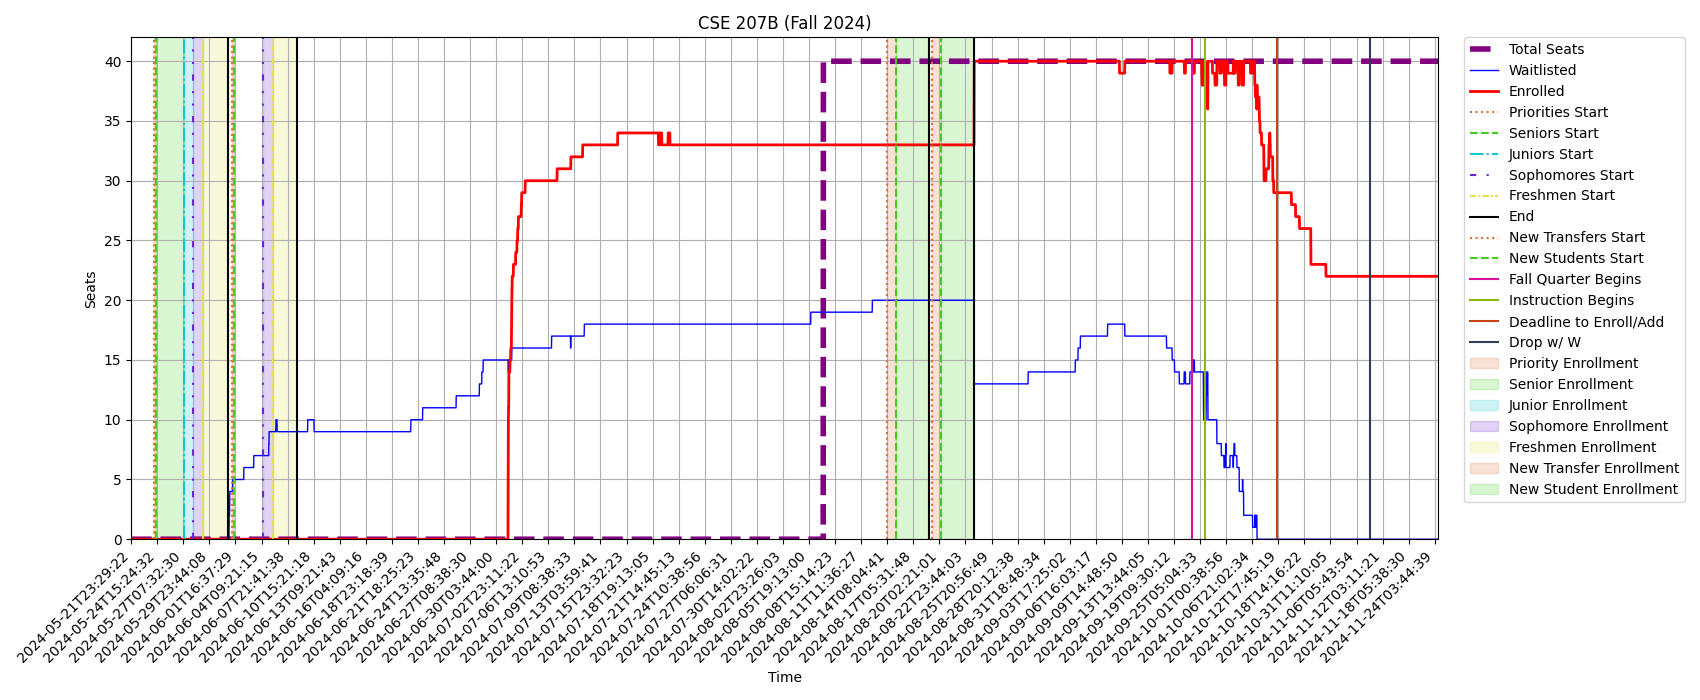 CSE 207B (Fall 2024)
Seats
40
35
30
25
20
15
10
5
0
2024-05-21T23:29:22
2024-05-24T15:24:32
2024-05-27T07:32:30
2024-05-29T23:44:08
2024-06-01T16:37:29
2024-06-04T09:21:15
2024-06-07T21:41:38
2024-06-10T15:21:18
2024-06-13T09:21:43
2024-06-16T04:09:16
2024-06-18T23:18:39
2024-06-21T18:25:23
2024-06-24T13:35:48
2024-06-27T08:38:30
2024-06-30T03:44:00
2024-07-02T23:11:22
2024-07-06T13:10:53
2024-07-09T08:38:33
2024-07-13T03:59:41
2024-07-15T23:32:23
2024-07-18T19:13:05
2024-07-21T14:45:13
2024-07-24T10:38:56
2024-07-27T06:06:31
2024-07-30T14:02:22
2024-08-02T23:26:03
2024-08-05T19:13:00
2024-08-08T15:14:23
2024-08-11T11:36:27
2024-08-14T08:04:41
2024-08-17T05:31:48
2024-08-20T02:21:01
2024-08-22T23:44:03
2024-08-25T20:56:49
2024-08-28T20:12:38
2024-08-31T18:48:34
2024-09-03T17:25:02
2024-09-06T16:03:17
2024-09-09T14:48:50
2024-09-13T13:44:05
2024-09-19T09:30:12
2024-09-25T05:04:33
2024-10-01T00:38:56
2024-10-06T21:02:34
2024-10-12T17:45:19
2024-10-18T14:16:22
2024-10-31T11:10:05
2024-11-06T05:43:54
2024-11-12T03:11:21
2024-11-18T05:38:30
2024-11-24T03:44:39
Time
Total Seats
Waitlisted
Enrolled
Priorities Start
Seniors Start
Juniors Start
Sophomores Start
Freshmen Start
End
New Transfers Start
New Students Start
Fall Quarter Begins
Instruction Begins
Deadline to Enroll/Add
Drop w/ W
Priority Enrollment
Senior Enrollment
Junior Enrollment
Sophomore Enrollment
Freshmen Enrollment
New Transfer Enrollment
New Student Enrollment